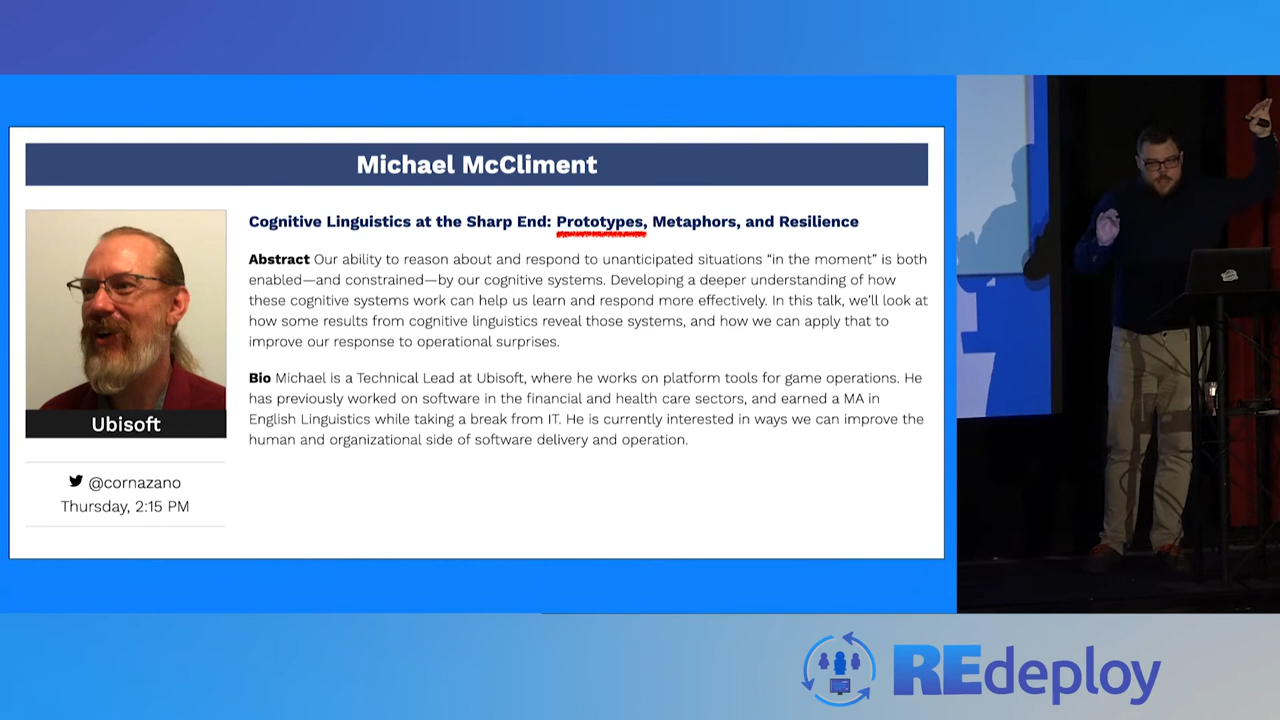 Michael McCliment
Cognitive Linguistics at the Sharp End: Prototypes, Metaphors, and Resilience
Abstract Our ability to reason about and respond to unanticipated situations “in the moment” is both
enabled—and constrained—by our cognitive systems. Developing a deeper understanding of how
these cognitive systems work can help us learn and respond more effectively. In this talk, we’ll look at
how some results from cognitive linguistics reveal those systems, and how we can apply that to
improve our response to operational surprises.
Bio Michael is a Technical Lead at Ubisoft, where he works on platform tools for game operations. He
has previously worked on software in the financial and health care sectors, and earned a MA in
English Linguistics while taking a break from IT. He is currently interested in ways we can improve the
human and organizational side of software delivery and operation.
Ubisoft
@cornazano
Thursday, 2:15 PM
REdeploy